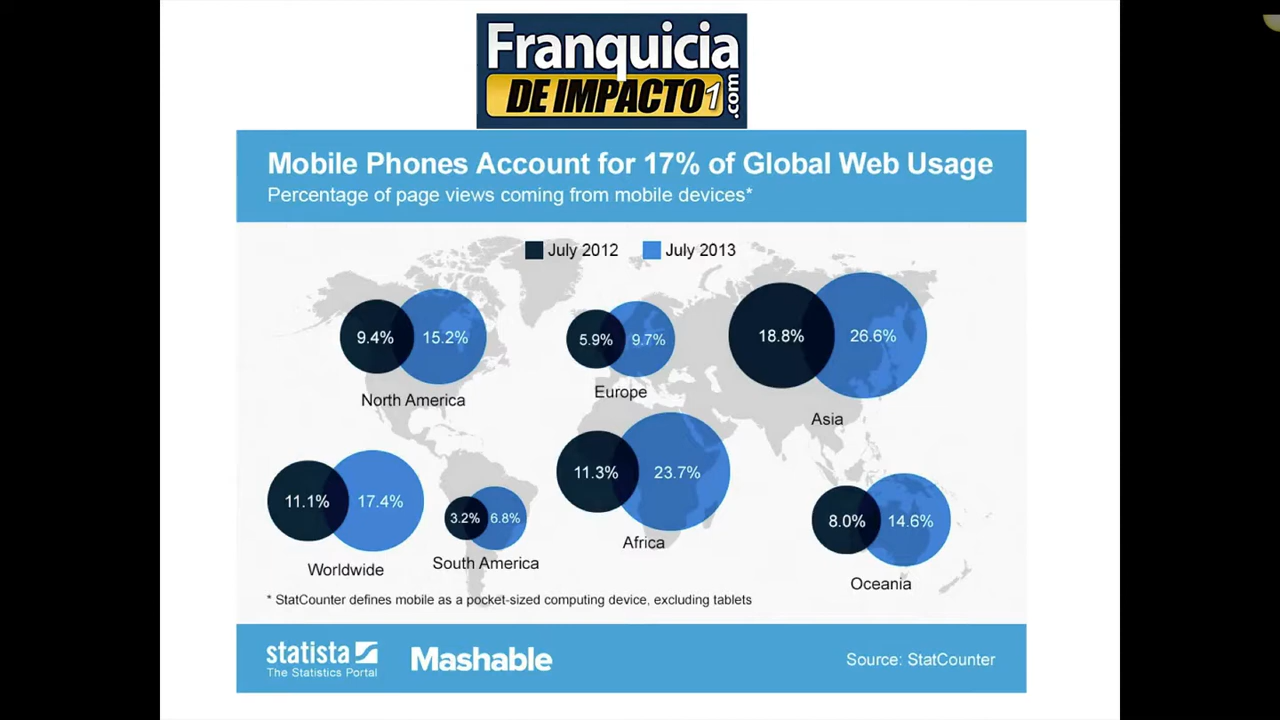 Franquicia
DE IMPACTO1
.com
Mobile Phones Account for 17% of Global Web Usage
Percentage of page views coming from mobile devices*
July 2012 July 2013
9.4% 15.2%
North America
5.9% 9.7%
Europe
18.8% 26.6%
Asia
11.1% 17.4%
Worldwide
3.2% 6.8%
South America
11.3% 23.7%
Africa
8.0% 14.6%
Oceania
* StatCounter defines mobile as a pocket-sized computing device, excluding tablets
statista
The Statistics Portal
Mashable
Source: StatCounter